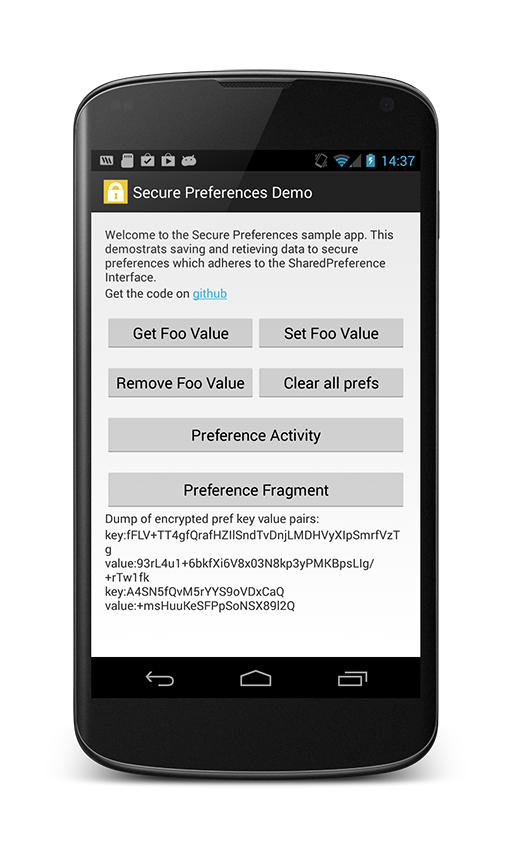 14:37
Secure Preferences Demo
Welcome to the Secure Preferences sample app. This
demostrats saving and retieving data to secure
preferences which adheres to the SharedPreference
Interface.
Get the code on github
Get Foo Value
Set Foo Value
Remove Foo Value
Clear all prefs
Preference Activity
Preference Fragment
Dump of encrypted pref key value pairs:
key:fFLV+TT4gfQrafHZIlSndTvDnjLMDHVyXIpSmrfVzT
g
value:93rL4u1+6bkfXi6V8x03N8kp3yPMKBpsLIg/
+rTw1fk
key:A4SN5fQvM5rYYS9oVDxCaQ
value:+msHuuKeSFPpSoNSX89l2Q